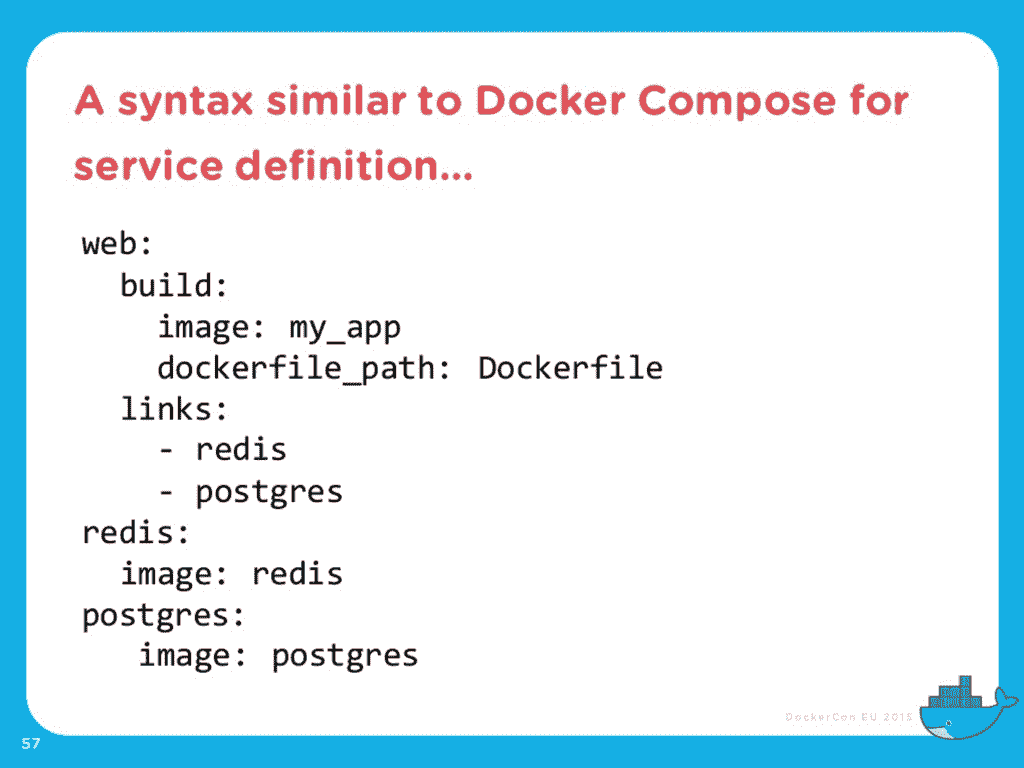 A syntax similar to Docker Compose for
service definition...
web:
  build:
    image: my_app
    dockerfile_path: Dockerfile
  links:
    - redis
    - postgres
redis:
  image: redis
postgres:
   image: postgres
DockerCon EU 2015
57